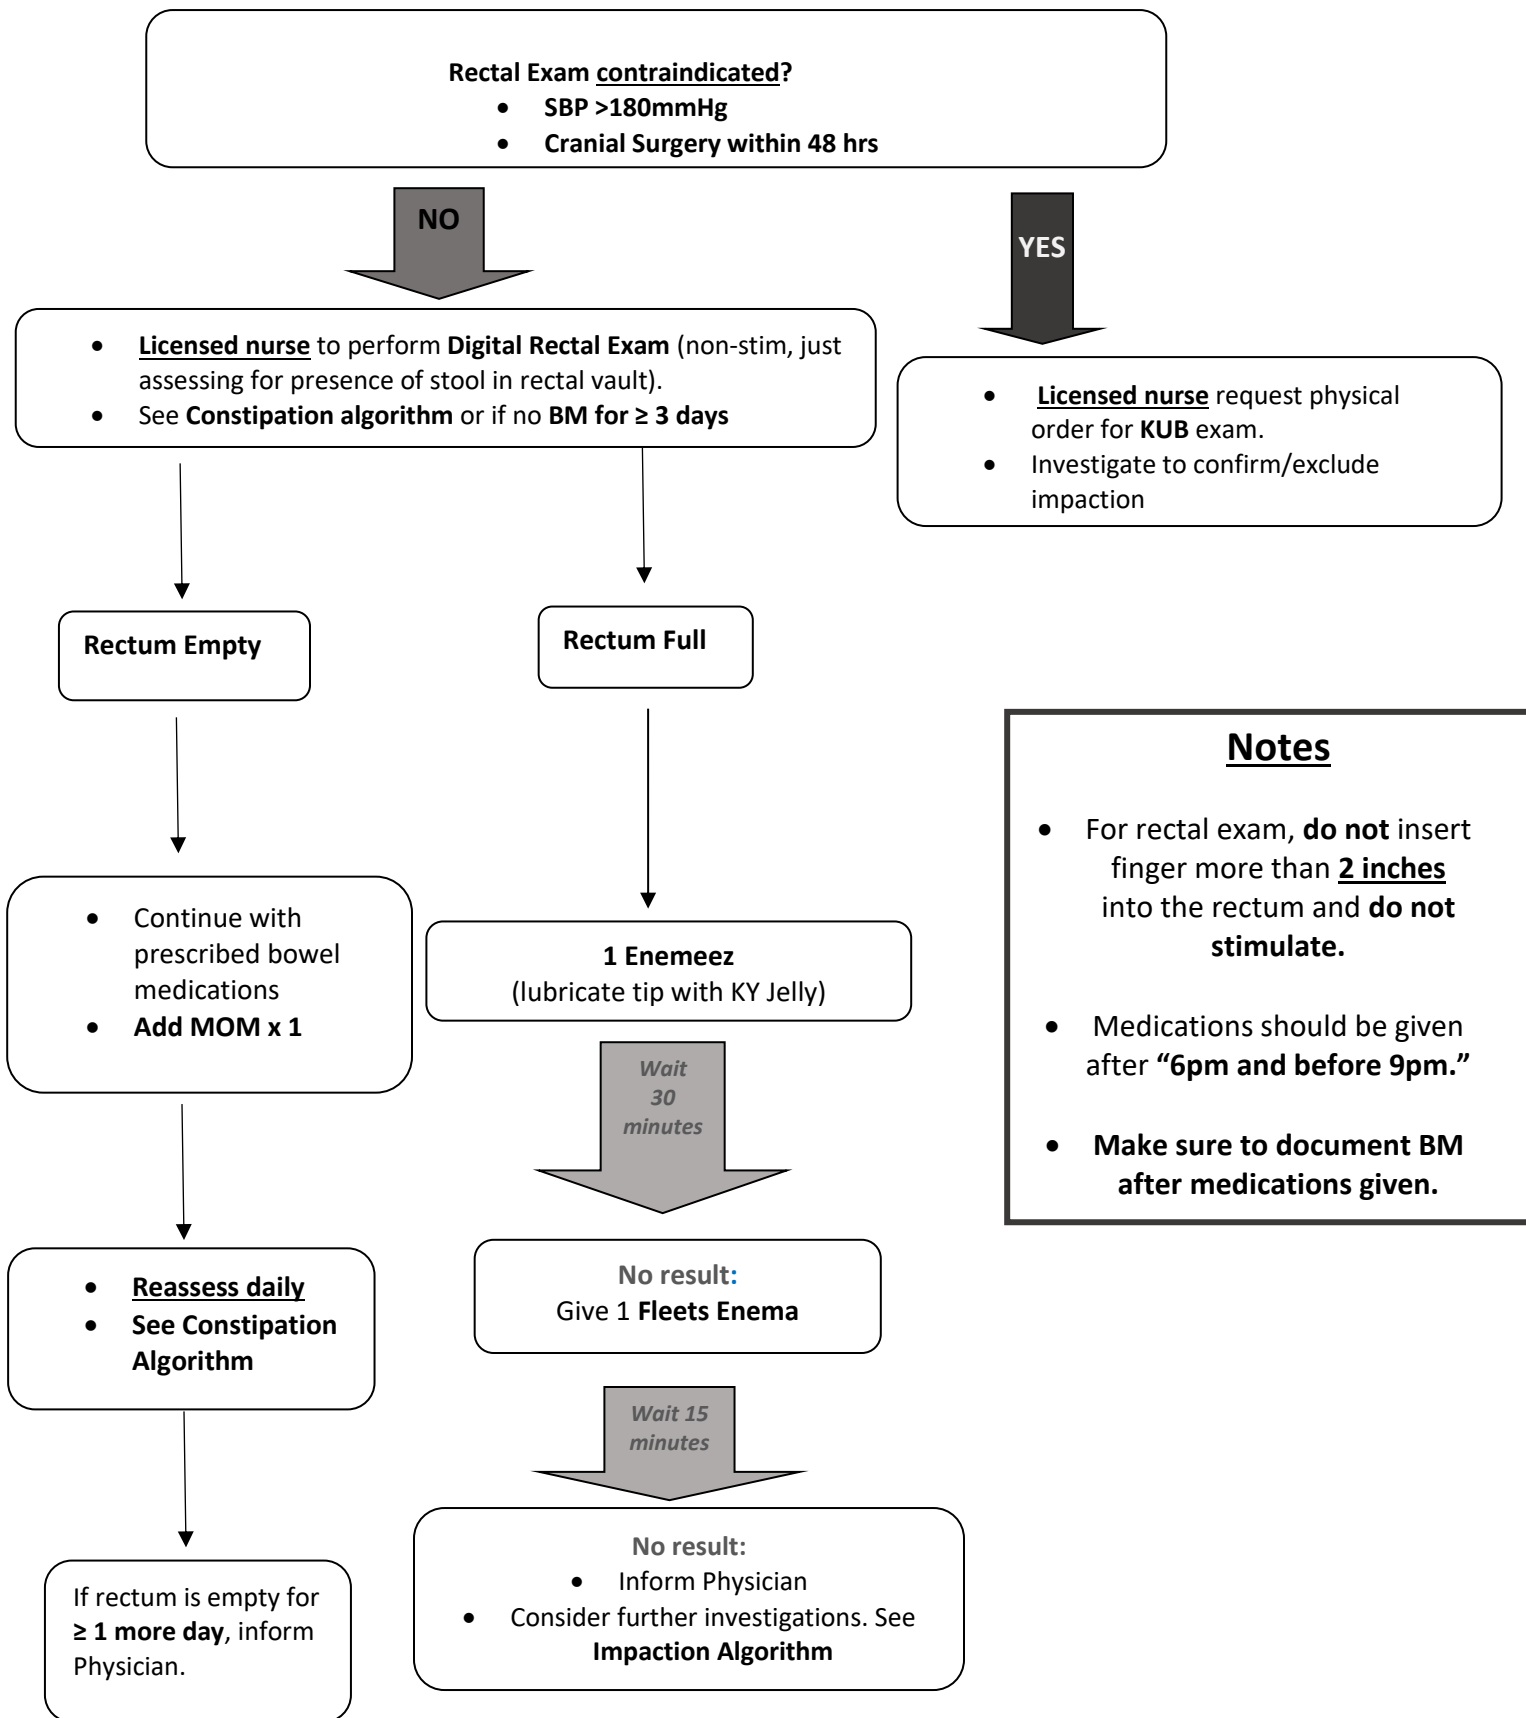 Rectal Exam contraindicated?
• SBP >180mmHg
• Cranial Surgery within 48 hrs
NO
YES
• Licensed nurse to perform Digital Rectal Exam (non-stim, just
assessing for presence of stool in rectal vault).
• See Constipation algorithm or if no BM for ≥ 3 days
• Licensed nurse request physical
order for KUB exam.
• Investigate to confirm/exclude
impaction
Rectum Empty
Rectum Full
• Continue with
prescribed bowel
medications
• Add MOM x 1
1 Enemeez
(lubricate tip with KY Jelly)
Wait
30
minutes
• Reassess daily
• See Constipation
Algorithm
No result:
Give 1 Fleets Enema
Wait 15
minutes
If rectum is empty for
≥ 1 more day, inform
Physician.
No result:
• Inform Physician
• Consider further investigations. See
Impaction Algorithm
Notes
• For rectal exam, do not insert
finger more than 2 inches
into the rectum and do not
stimulate.
• Medications should be given
after “6pm and before 9pm.”
• Make sure to document BM
after medications given.